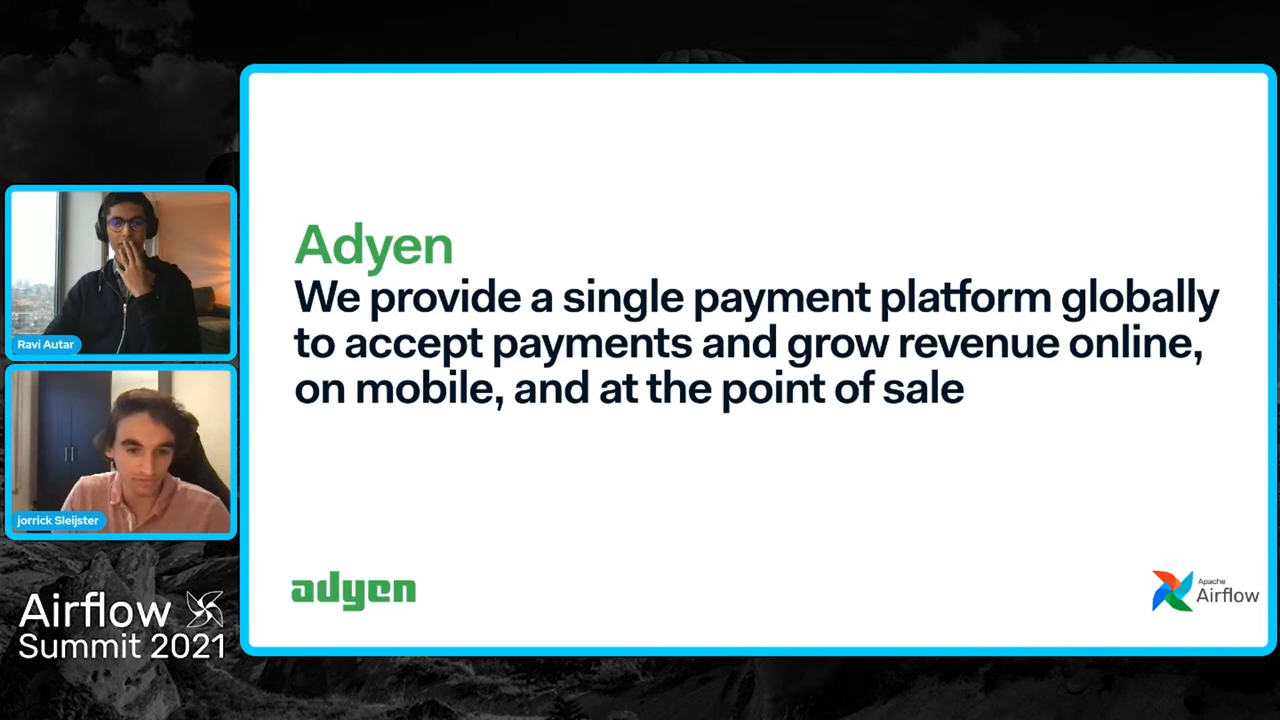 Ravi Autar
jorrick Sleijster
Airflow
Summit 2021
Adyen
We provide a single payment platform globally
to accept payments and grow revenue online,
on mobile, and at the point of sale
adyen
Apache
Airflow